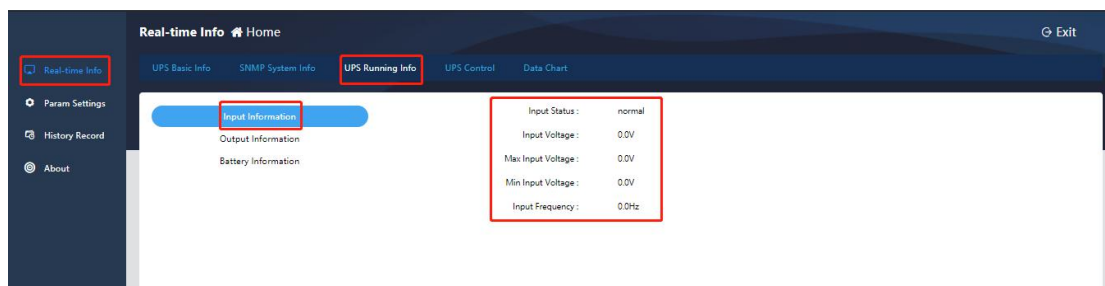 Real-time Info Home Exit
Real-time Info
Param Settings
History Record
About
UPS Basic Info SNMP System Info UPS Running Info UPS Control Data Chart
Input Information
Output Information
Battery Information
Input Status : normal
Input Voltage : 0.0V
Max Input Voltage : 0.0V
Min Input Voltage : 0.0V
Input Frequency : 0.0Hz